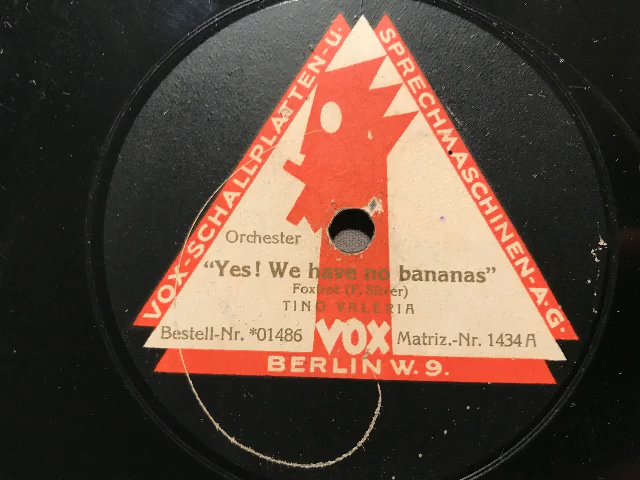 VOX-SCHALLPLATTEN-U.
SPRECHMASCHINEN-A.G.
Orchester
"Yes! We have no bananas"
Foxtrot (F. Silver)
TINO VALERIA
Bestell-Nr. *01486
VOX
Matriz.-Nr. 1434 A
BERLIN W. 9.